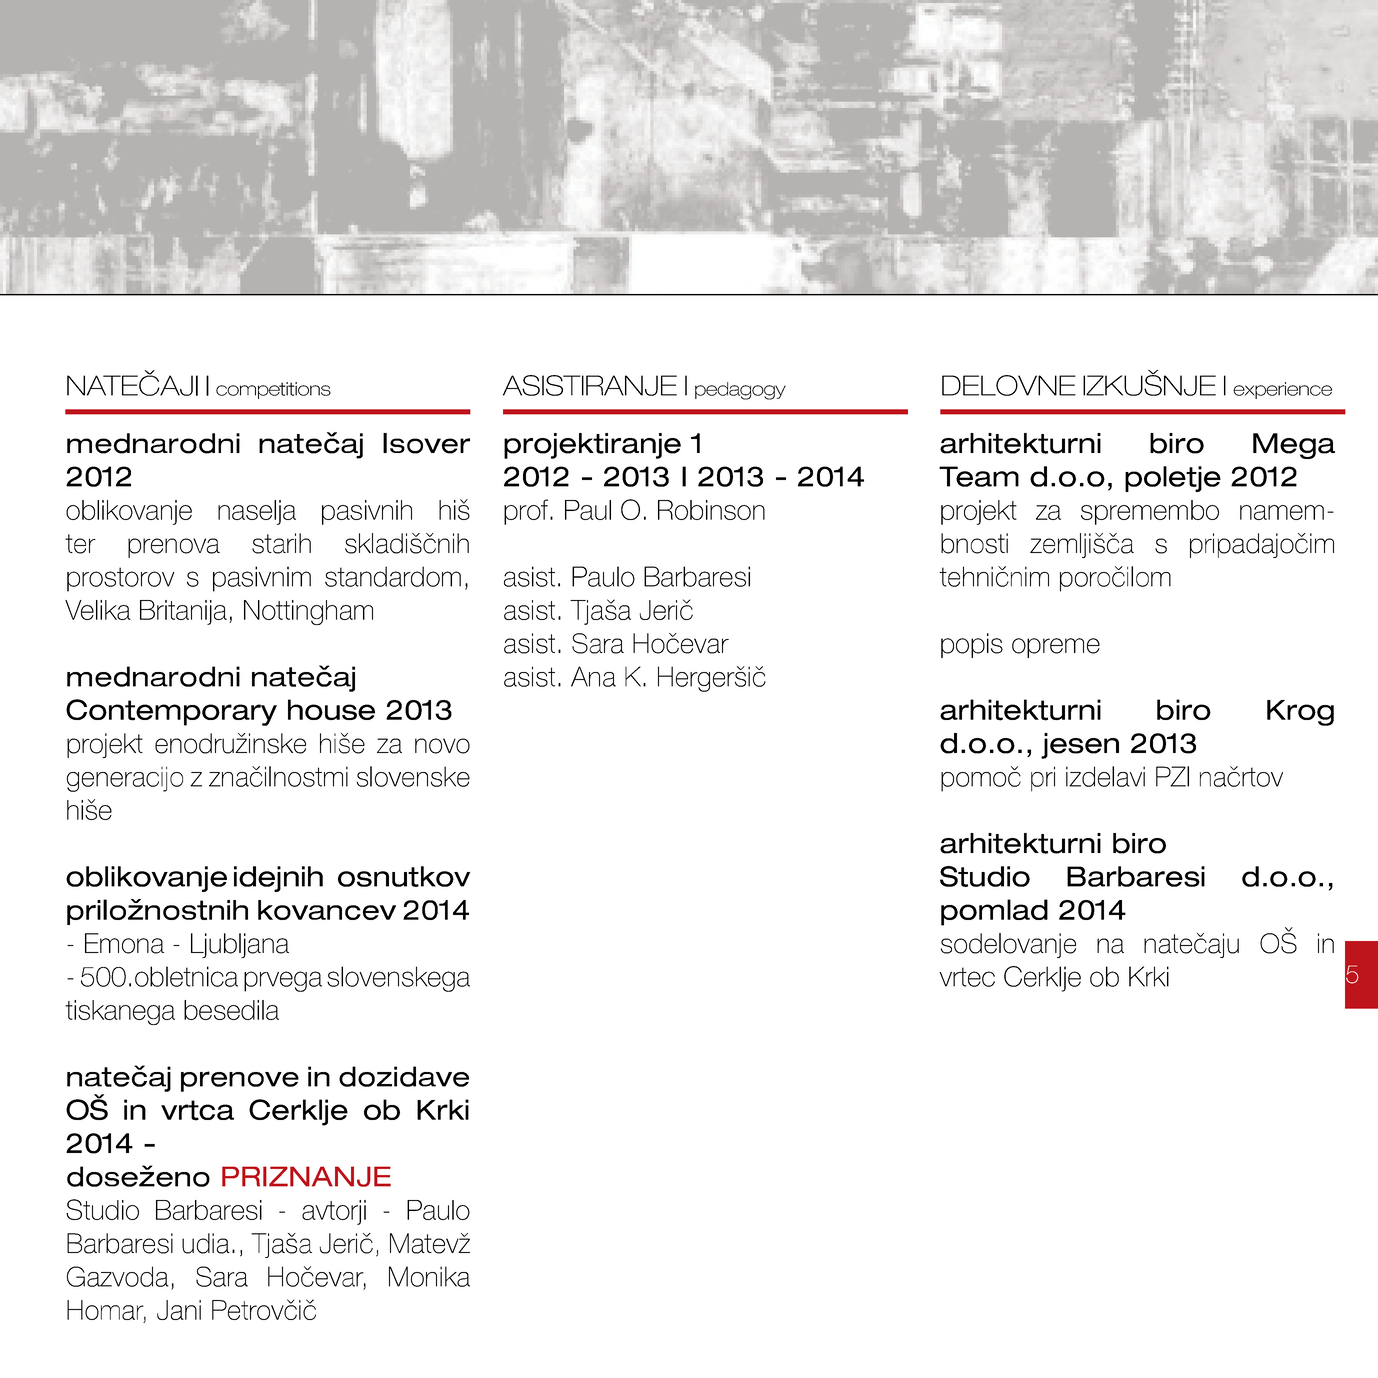 NATEČAJI I competitions
mednarodni natečaj Isover
2012
oblikovanje naselja pasivnih hiš
ter prenova starih skladiščnih
prostorov s pasivnim standardom,
Velika Britanija, Nottingham
mednarodni natečaj
Contemporary house 2013
projekt enodružinske hiše za novo
generacijo z značilnostmi slovenske
hiše
oblikovanje idejnih osnutkov
priložnostnih kovancev 2014
- Emona - Ljubljana
- 500.obletnica prvega slovenskega
tiskanega besedila
natečaj prenove in dozidave
OŠ in vrtca Cerklje ob Krki
2014 -
doseženo PRIZNANJE
Studio Barbaresi - avtorji - Paulo
Barbaresi udia., Tjaša Jerič, Matevž
Gazvoda, Sara Hočevar, Monika
Homar, Jani Petrovčič
ASISTIRANJE I pedagogy
projektiranje 1
2012 - 2013 I 2013 - 2014
prof. Paul O. Robinson
asist. Paulo Barbaresi
asist. Tjaša Jerič
asist. Sara Hočevar
asist. Ana K. Hergeršič
DELOVNE IZKUŠNJE I experience
arhitekturni biro Mega
Team d.o.o, poletje 2012
projekt za spremembo namem-
bnosti zemljišča s pripadajočim
tehničnim poročilom
popis opreme
arhitekturni biro Krog
d.o.o., jesen 2013
pomoč pri izdelavi PZI načrtov
arhitekturni biro
Studio Barbaresi d.o.o.,
pomlad 2014
sodelovanje na natečaju OŠ in
vrtec Cerklje ob Krki
5